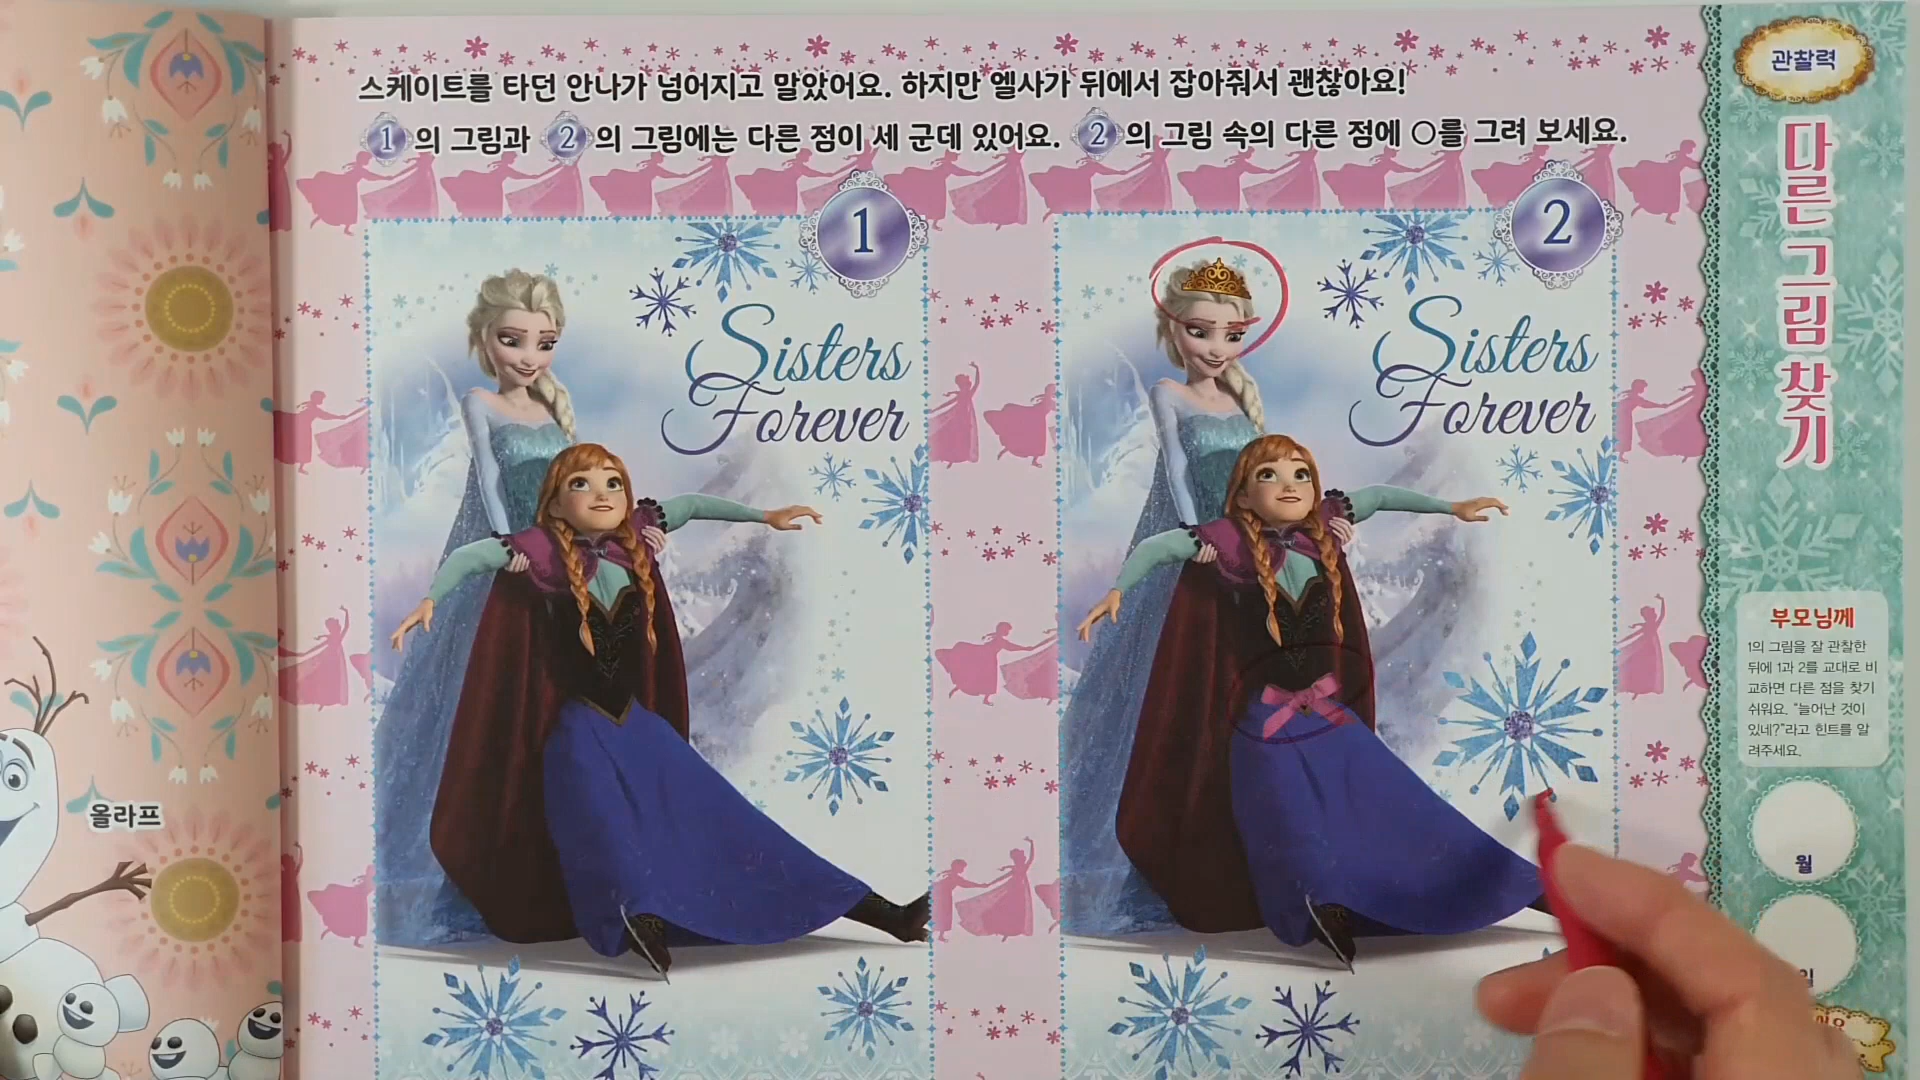 스케이트를 타던 안나가 넘어지고 말았어요. 하지만 엘사가 뒤에서 잡아줘서 괜찮아요!
1의 그림과 2의 그림에는 다른 점이 세 군데 있어요. 2의 그림 속의 다른 점에 ○를 그려 보세요.
1
Sisters
Forever
2
Sisters
Forever
관찰력
다른 그림 찾기
부모님께
1의 그림을 잘 관찰한
뒤에 1과 2를 교대로 비
교하면 다른 점을 찾기
쉬워요. "늘어난 것이
있네?"라고 힌트를 알
려주세요.
월
올라프